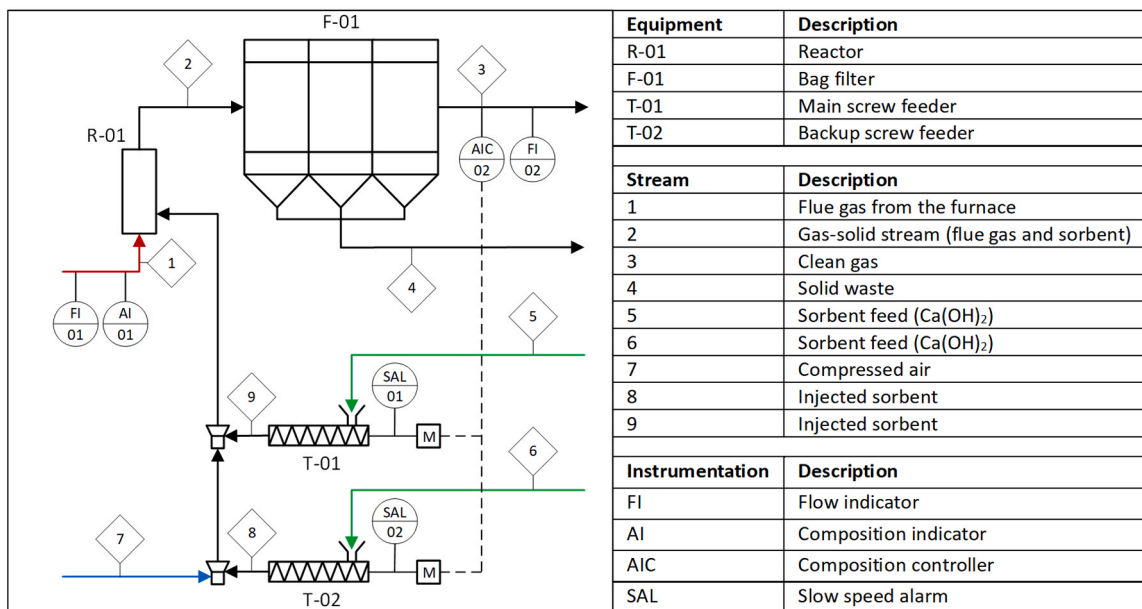 F-01
2
3
R-01
AIC
02
FI
02
1
4
FI
01
AI
01
5
SAL
01
9
M
T-01
6
SAL
02
7
8
M
T-02
Equipment Description
R-01 Reactor
F-01 Bag filter
T-01 Main screw feeder
T-02 Backup screw feeder
Stream Description
1 Flue gas from the furnace
2 Gas-solid stream (flue gas and sorbent)
3 Clean gas
4 Solid waste
5 Sorbent feed (Ca(OH)₂)
6 Sorbent feed (Ca(OH)₂)
7 Compressed air
8 Injected sorbent
9 Injected sorbent
Instrumentation Description
FI Flow indicator
AI Composition indicator
AIC Composition controller
SAL Slow speed alarm